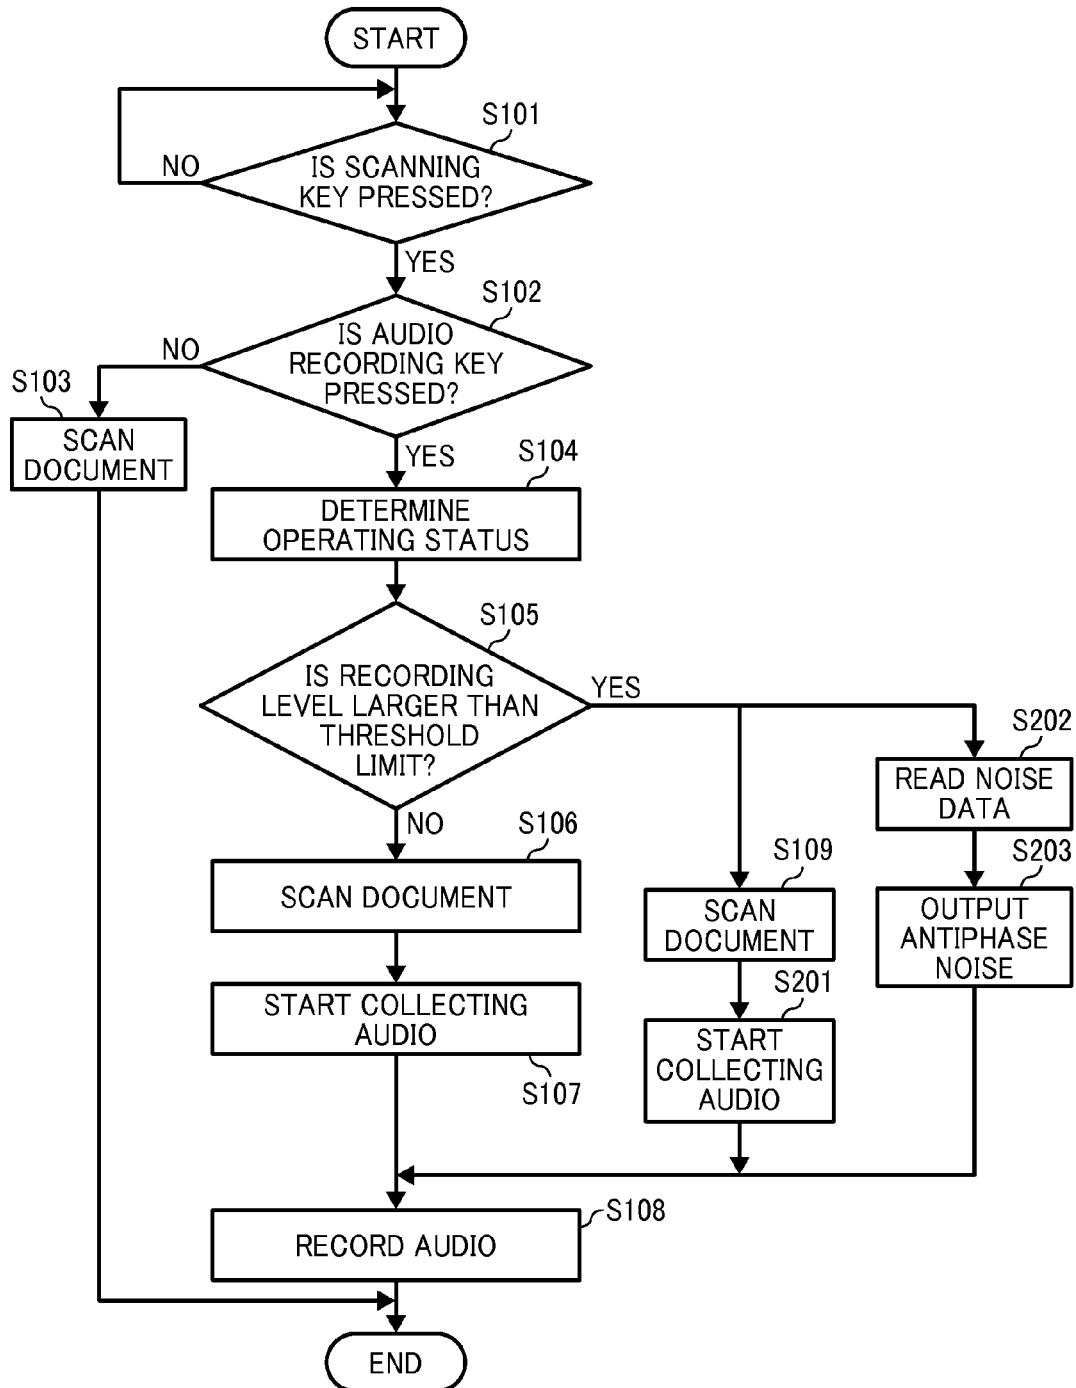 START
S101
IS SCANNING
KEY PRESSED?
NO
YES
S102
IS AUDIO
RECORDING KEY
PRESSED?
NO
S103
SCAN
DOCUMENT
YES
S104
DETERMINE
OPERATING STATUS
S105
IS RECORDING
LEVEL LARGER THAN
THRESHOLD
LIMIT?
YES
S202
READ NOISE
DATA
NO
S106
SCAN DOCUMENT
S109
SCAN
DOCUMENT
S203
OUTPUT
ANTIPHASE
NOISE
START COLLECTING
AUDIO
S107
S201
START
COLLECTING
AUDIO
S108
RECORD AUDIO
END